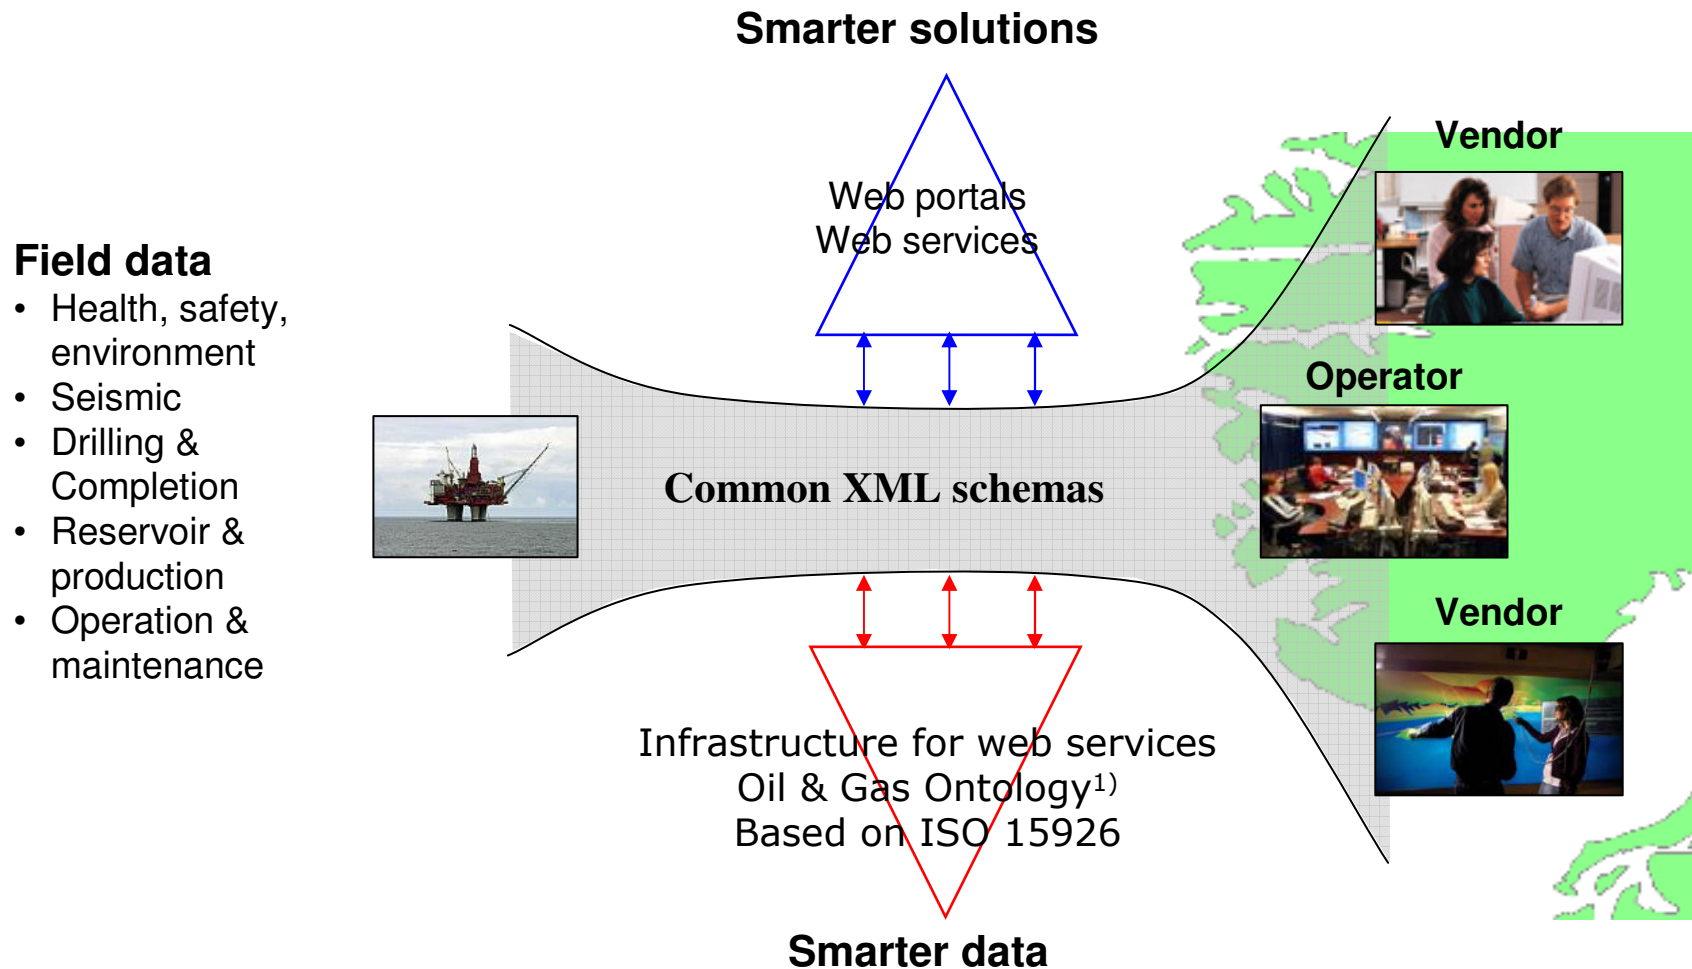 Smarter solutions
Vendor
Web portals
Web services
Field data
• Health, safety,
environment
• Seismic
• Drilling &
Completion
• Reservoir &
production
• Operation &
maintenance
Operator
Common XML schemas
Vendor
Infrastructure for web services
Oil & Gas Ontology¹⁾
Based on ISO 15926
Smarter data